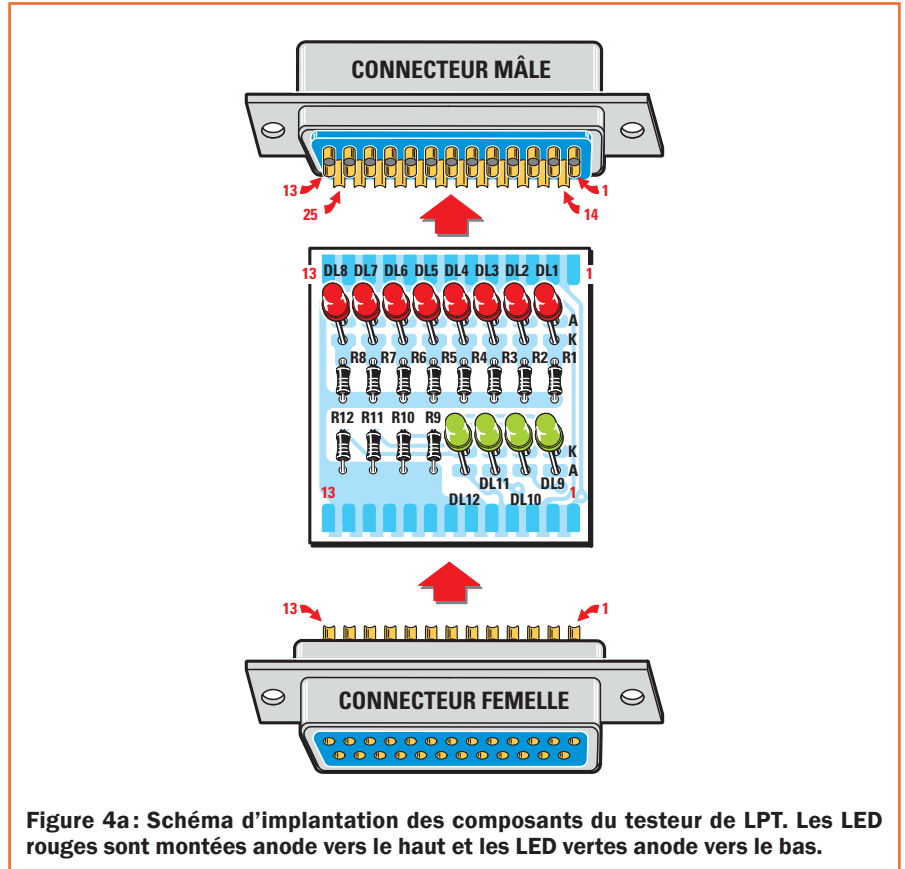 CONNECTEUR MÂLE
13
1
25
14
13 DL8 DL7 DL6 DL5 DL4 DL3 DL2 DL1 1
A
K
R8 R7 R6 R5 R4 R3 R2 R1
R12 R11 R10 R9
K
A
DL11 DL9
13 1
DL12 DL10
13
1
CONNECTEUR FEMELLE
Figure 4a: Schéma d'implantation des composants du testeur de LPT. Les LED
rouges sont montées anode vers le haut et les LED vertes anode vers le bas.